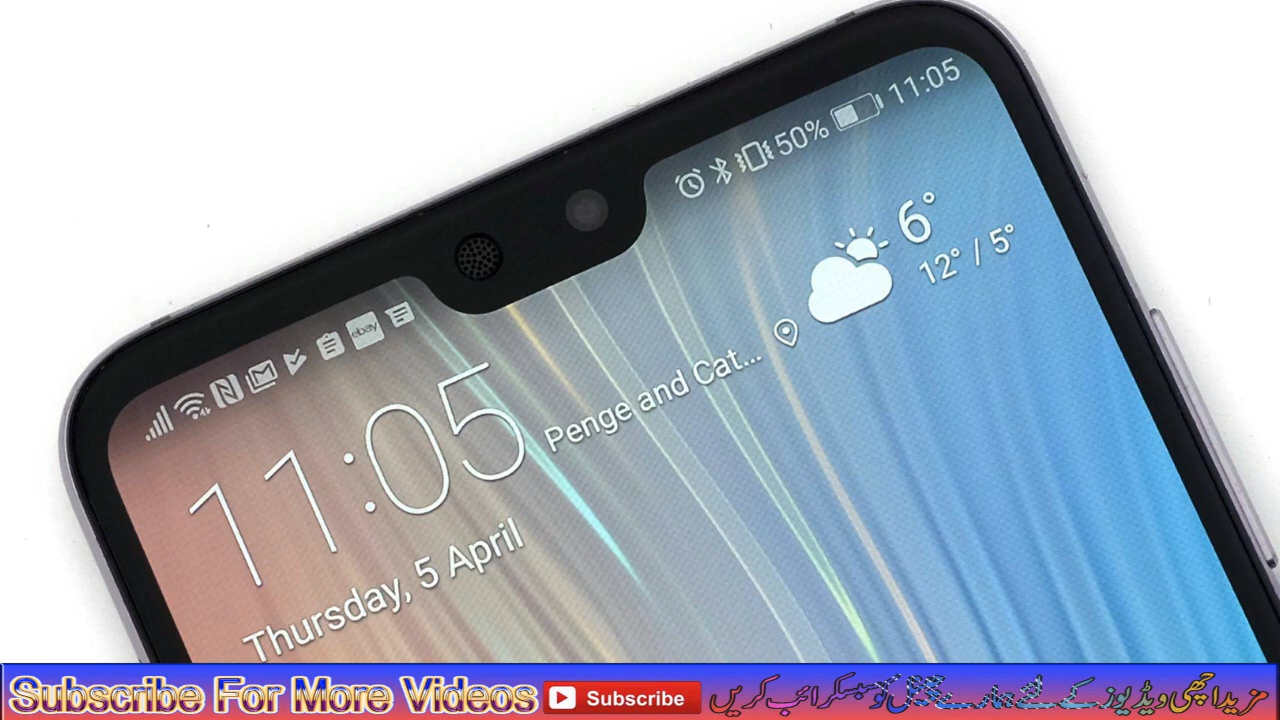 50% 11:05
6°
12° / 5°
ebay
11:05
Penge and Cat...
Thursday, 5 April
Subscribe For More Videos
Subscribe
مزید اچھی ویڈیوز کے لئے ہمارے چینل کو سبسکرائب کریں